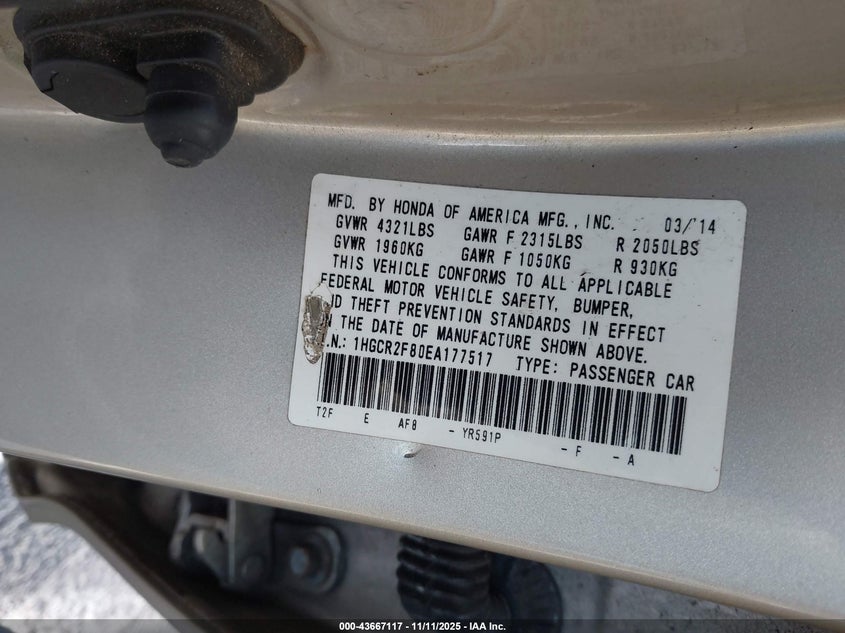 MFD. BY HONDA OF AMERICA MFG., INC. 03/'14
GVWR 4321LBS GAWR F 2315LBS R 2050LBS
GVWR 1960KG GAWR F 1050KG R 930KG
THIS VEHICLE CONFORMS TO ALL APPLICABLE
FEDERAL MOTOR VEHICLE SAFETY, BUMPER,
ND THEFT PREVENTION STANDARDS IN EFFECT
N THE DATE OF MANUFACTURE SHOWN ABOVE.
.N.: 1HGCR2F80EA177517 TYPE: PASSENGER CAR
T2F E AF8 - YR591P - F - A
000-43667117 - 11/11/2025 - IAA Inc.